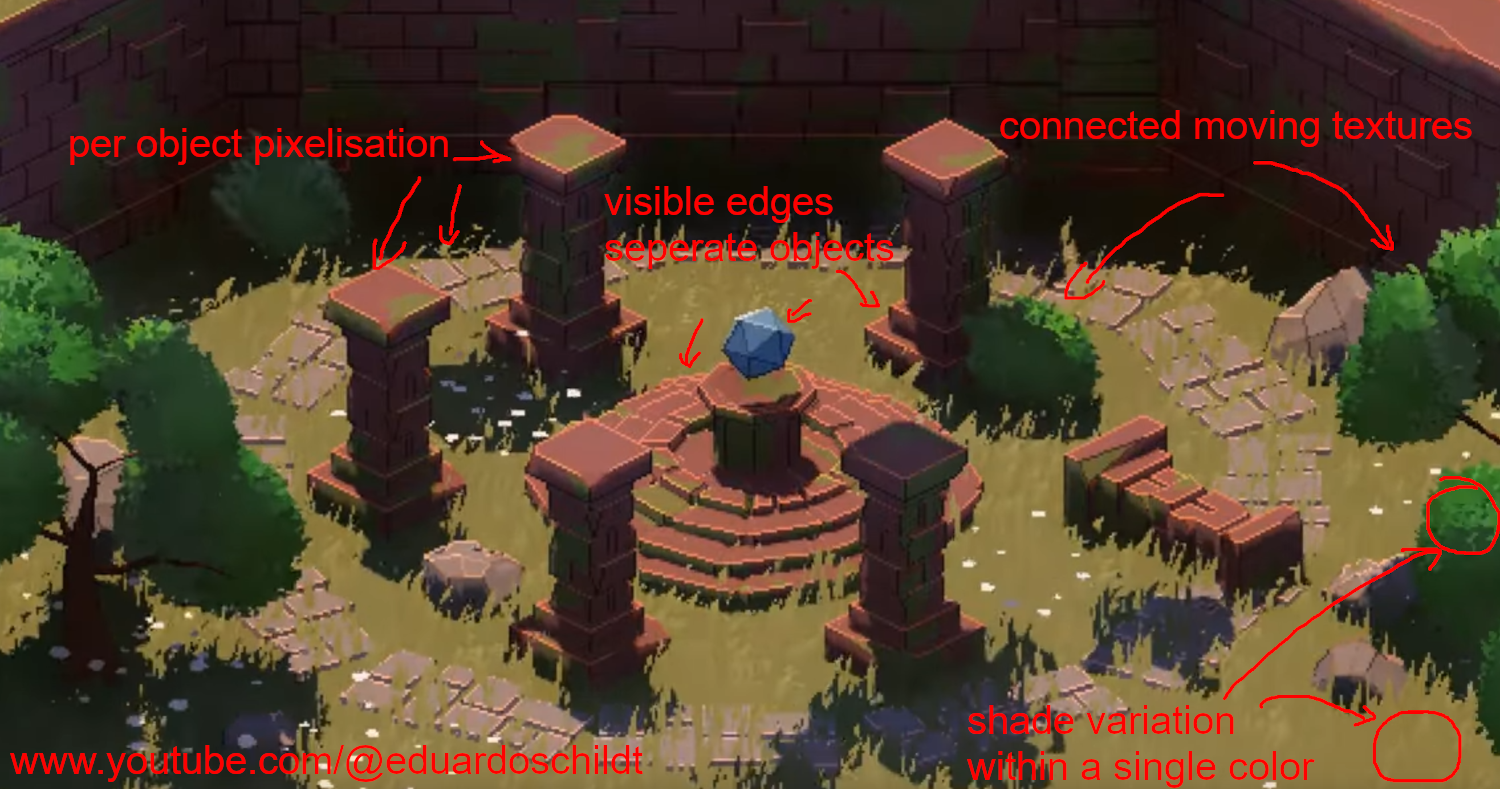 per object pixelisation
connected moving textures
visible edges
seperate objects
shade variation
within a single color
www.youtube.com/@eduardoschildt